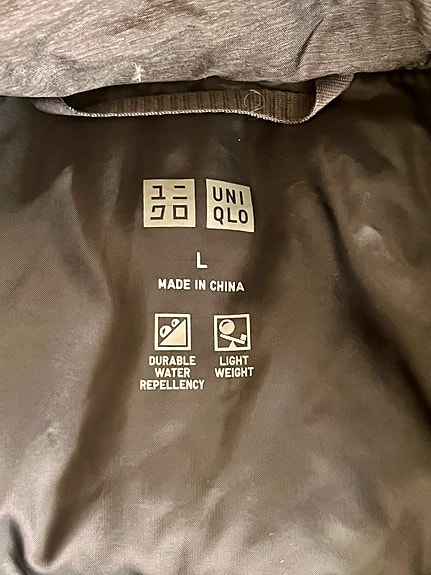 ユニ
クロ
UNI
QLO
L
MADE IN CHINA
DURABLE
WATER
REPELLENCY
LIGHT
WEIGHT